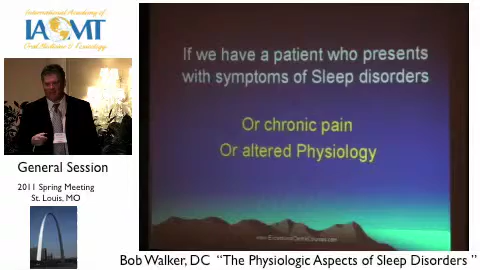 International Academy of
IAOMT
Oral Medicine & Toxicology
General Session
2011 Spring Meeting
St. Louis, MO
If we have a patient who presents
with symptoms of Sleep disorders
Or chronic pain
Or altered Physiology
Bob Walker, DC “The Physiologic Aspects of Sleep Disorders ”